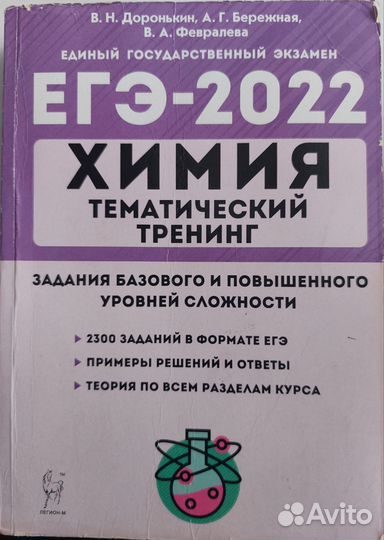 В. Н. Доронькин, А. Г. Бережная,
В. А. Февралева
ЕДИНЫЙ ГОСУДАРСТВЕННЫЙ ЭКЗАМЕН
ЕГЭ-2022
ХИМИЯ
ТЕМАТИЧЕСКИЙ
ТРЕНИНГ
ЗАДАНИЯ БАЗОВОГО И ПОВЫШЕННОГО
УРОВНЕЙ СЛОЖНОСТИ
2300 ЗАДАНИЙ В ФОРМАТЕ ЕГЭ
ПРИМЕРЫ РЕШЕНИЙ И ОТВЕТЫ
ТЕОРИЯ ПО ВСЕМ РАЗДЕЛАМ КУРСА
TM
ЛЕГИОН-М
Avito